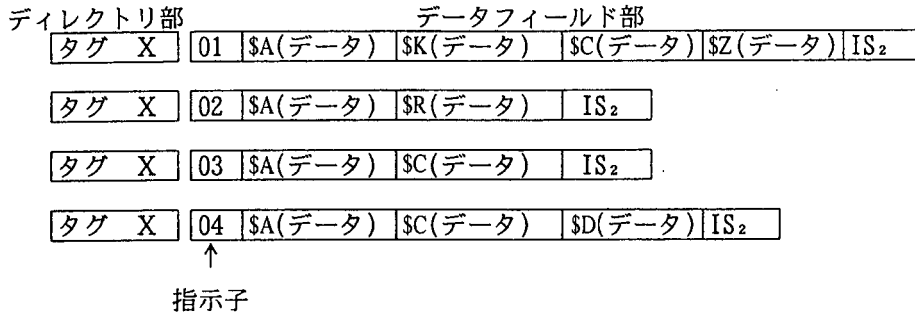 ディレクトリ部 データフィールド部
タグ X 01 $A(データ) $K(データ) $C(データ) $Z(データ) IS₂
タグ X 02 $A(データ) $R(データ) IS₂
タグ X 03 $A(データ) $C(データ) IS₂
タグ X 04 $A(データ) $C(データ) $D(データ) IS₂
↑
指示子